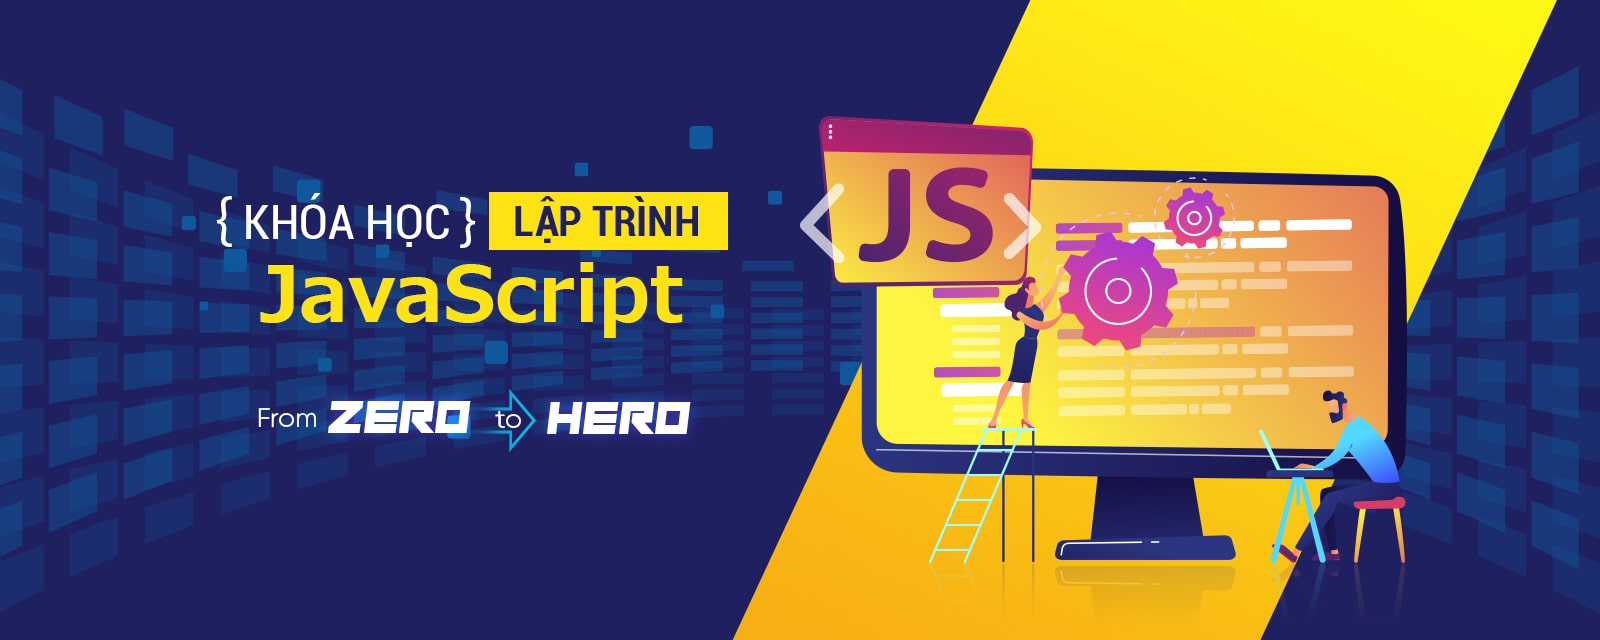 { KHÓA HỌC } LẬP TRÌNH
JavaScript
From ZERO to HERO
< JS >